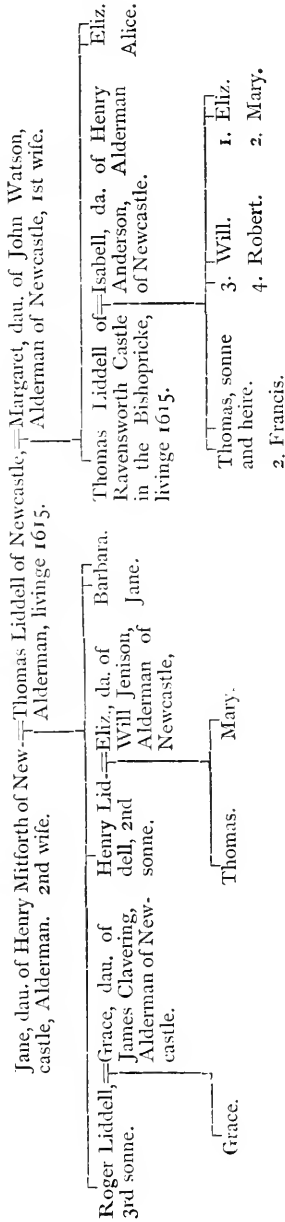 Jane, dau. of Henry Mitforth of New-
castle, Alderman. 2nd wife.
Thomas Liddell of Newcastle,
Alderman, livinge 1615.
Margaret, dau. of John Watson,
Alderman of Newcastle, 1st wife.
Roger Liddell,
3rd sonne.
Grace, dau. of
James Clavering,
Alderman of New-
castle.
Henry Lid-
dell, 2nd
sonne.
Eliz., da. of
Will Jenison,
Alderman of
Newcastle,
Barbara.
Jane.
Thomas Liddell of
Ravensworth Castle
in the Bishopricke,
livinge 1615.
Isabell, da. of Henry
Anderson, Alderman
of Newcastle.
Eliz.
Alice.
Grace.
Thomas.
Mary.
Thomas, sonne
and heire.
2. Francis.
3. Will.
4. Robert.
1. Eliz.
2. Mary.